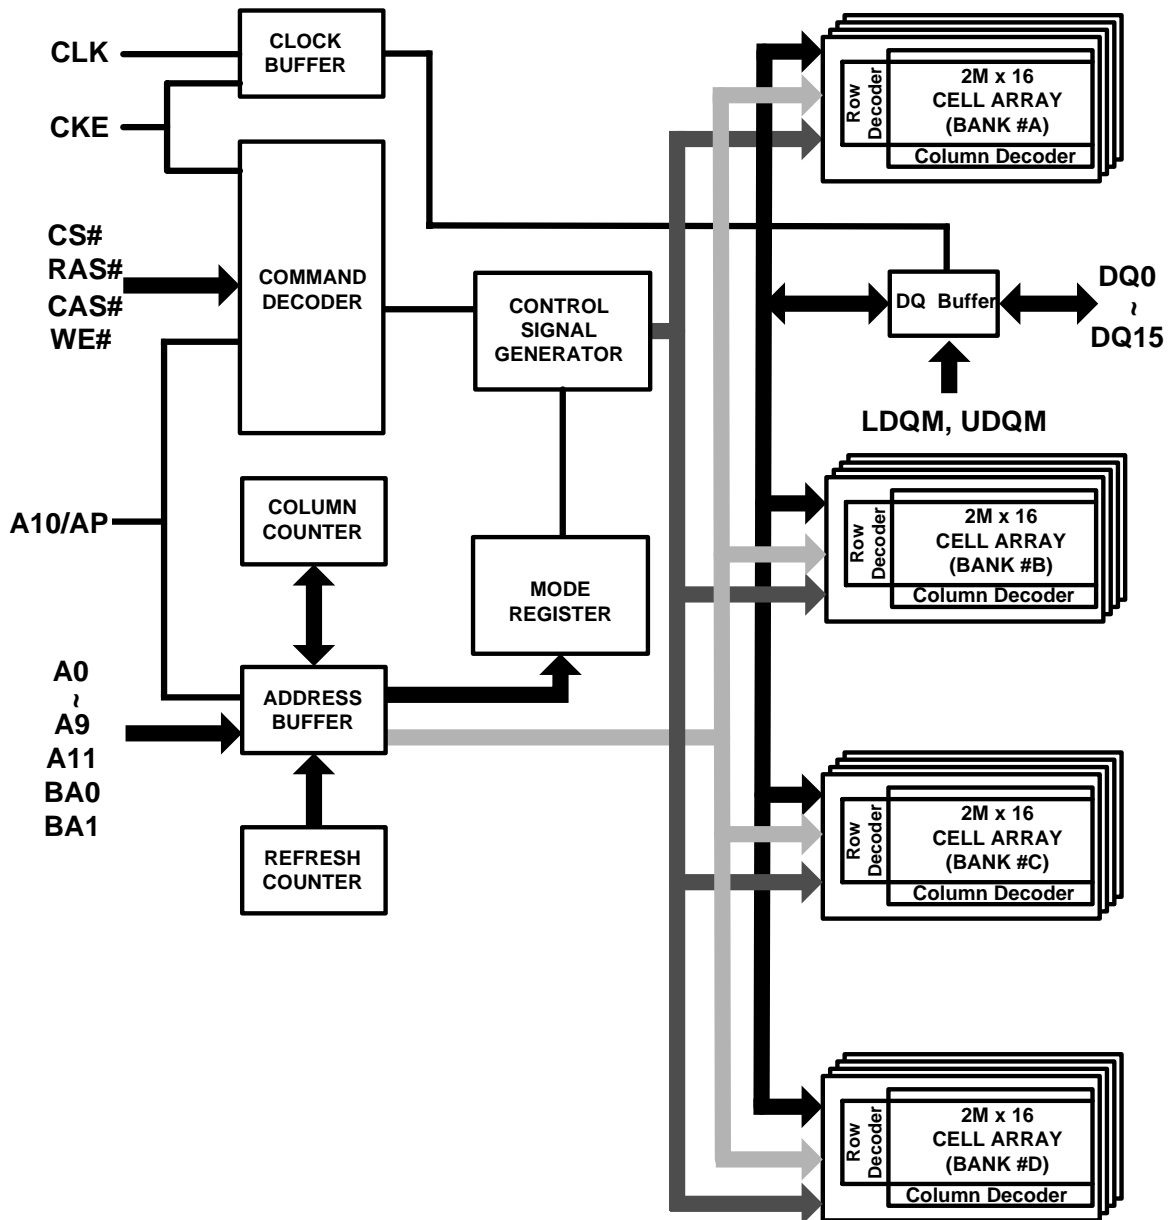 CLK
CKE
CLOCK
BUFFER
CS#
RAS#
CAS#
WE#
COMMAND
DECODER
CONTROL
SIGNAL
GENERATOR
A10/AP
COLUMN
COUNTER
MODE
REGISTER
A0
~
A9
A11
BA0
BA1
ADDRESS
BUFFER
REFRESH
COUNTER
Row
Decoder
2M x 16
CELL ARRAY
(BANK #A)
Column Decoder
DQ Buffer
DQ0
~
DQ15
LDQM, UDQM
Row
Decoder
2M x 16
CELL ARRAY
(BANK #B)
Column Decoder
Row
Decoder
2M x 16
CELL ARRAY
(BANK #C)
Column Decoder
Row
Decoder
2M x 16
CELL ARRAY
(BANK #D)
Column Decoder